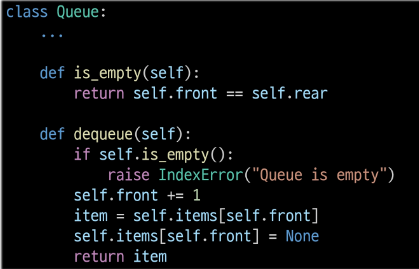 class Queue:
    ...

    def is_empty(self):
        return self.front == self.rear

    def dequeue(self):
        if self.is_empty():
            raise IndexError("Queue is empty")
        self.front += 1
        item = self.items[self.front]
        self.items[self.front] = None
        return item